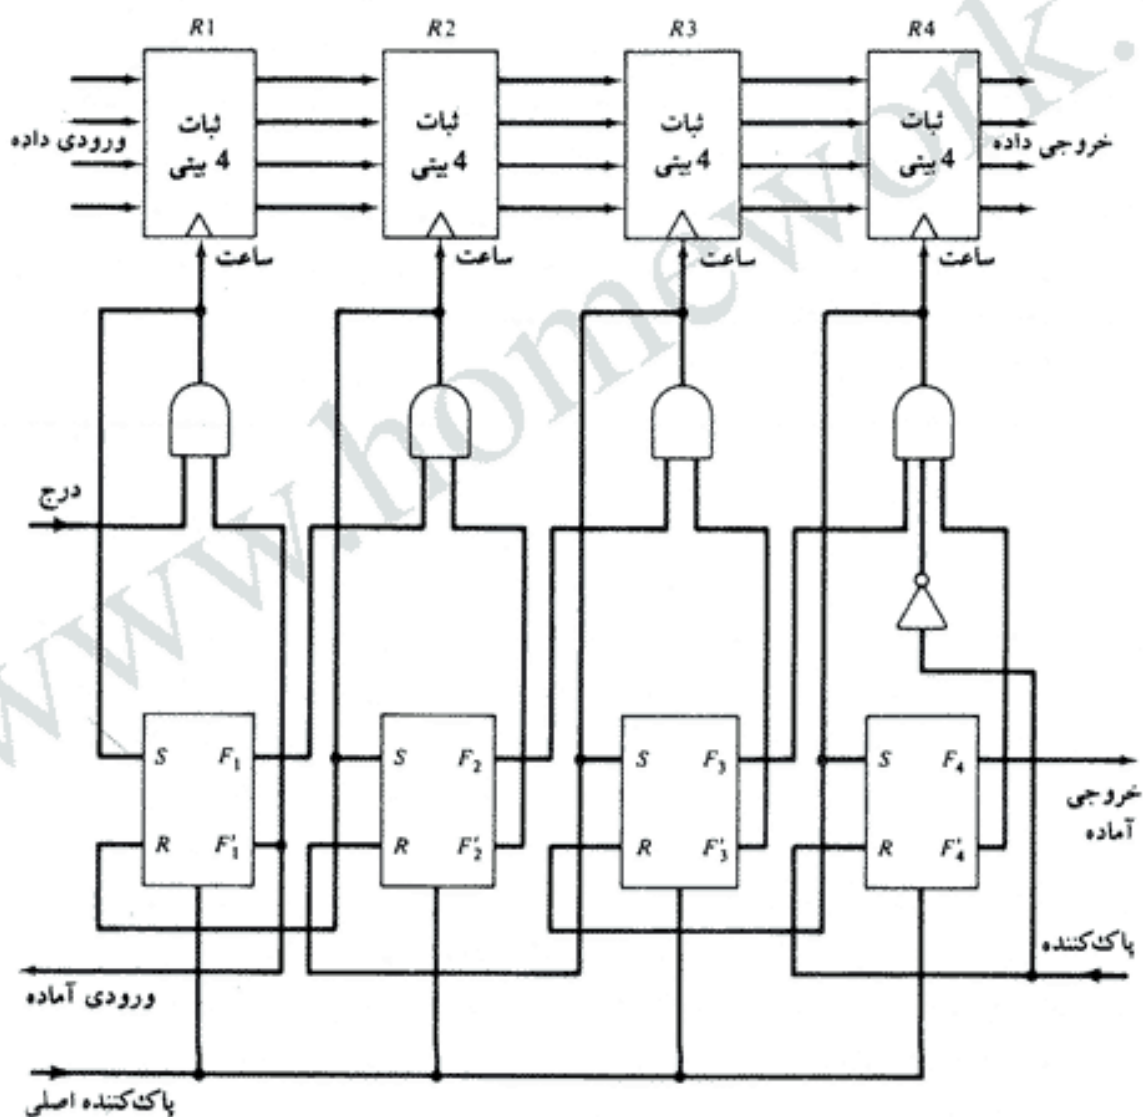 R1 R2 R3 R4
ثبات
4 بیتی
ثبات
4 بیتی
ثبات
4 بیتی
ثبات
4 بیتی
ورودی داده
خروجی داده
ساعت
ساعت
ساعت
ساعت
درج
S F₁
R F'₁
S F₂
R F'₂
S F₃
R F'₃
S F₄
R F'₄
خروجی
آماده
پاک‌کننده
ورودی آماده
پاک‌کننده اصلی
www.homework.